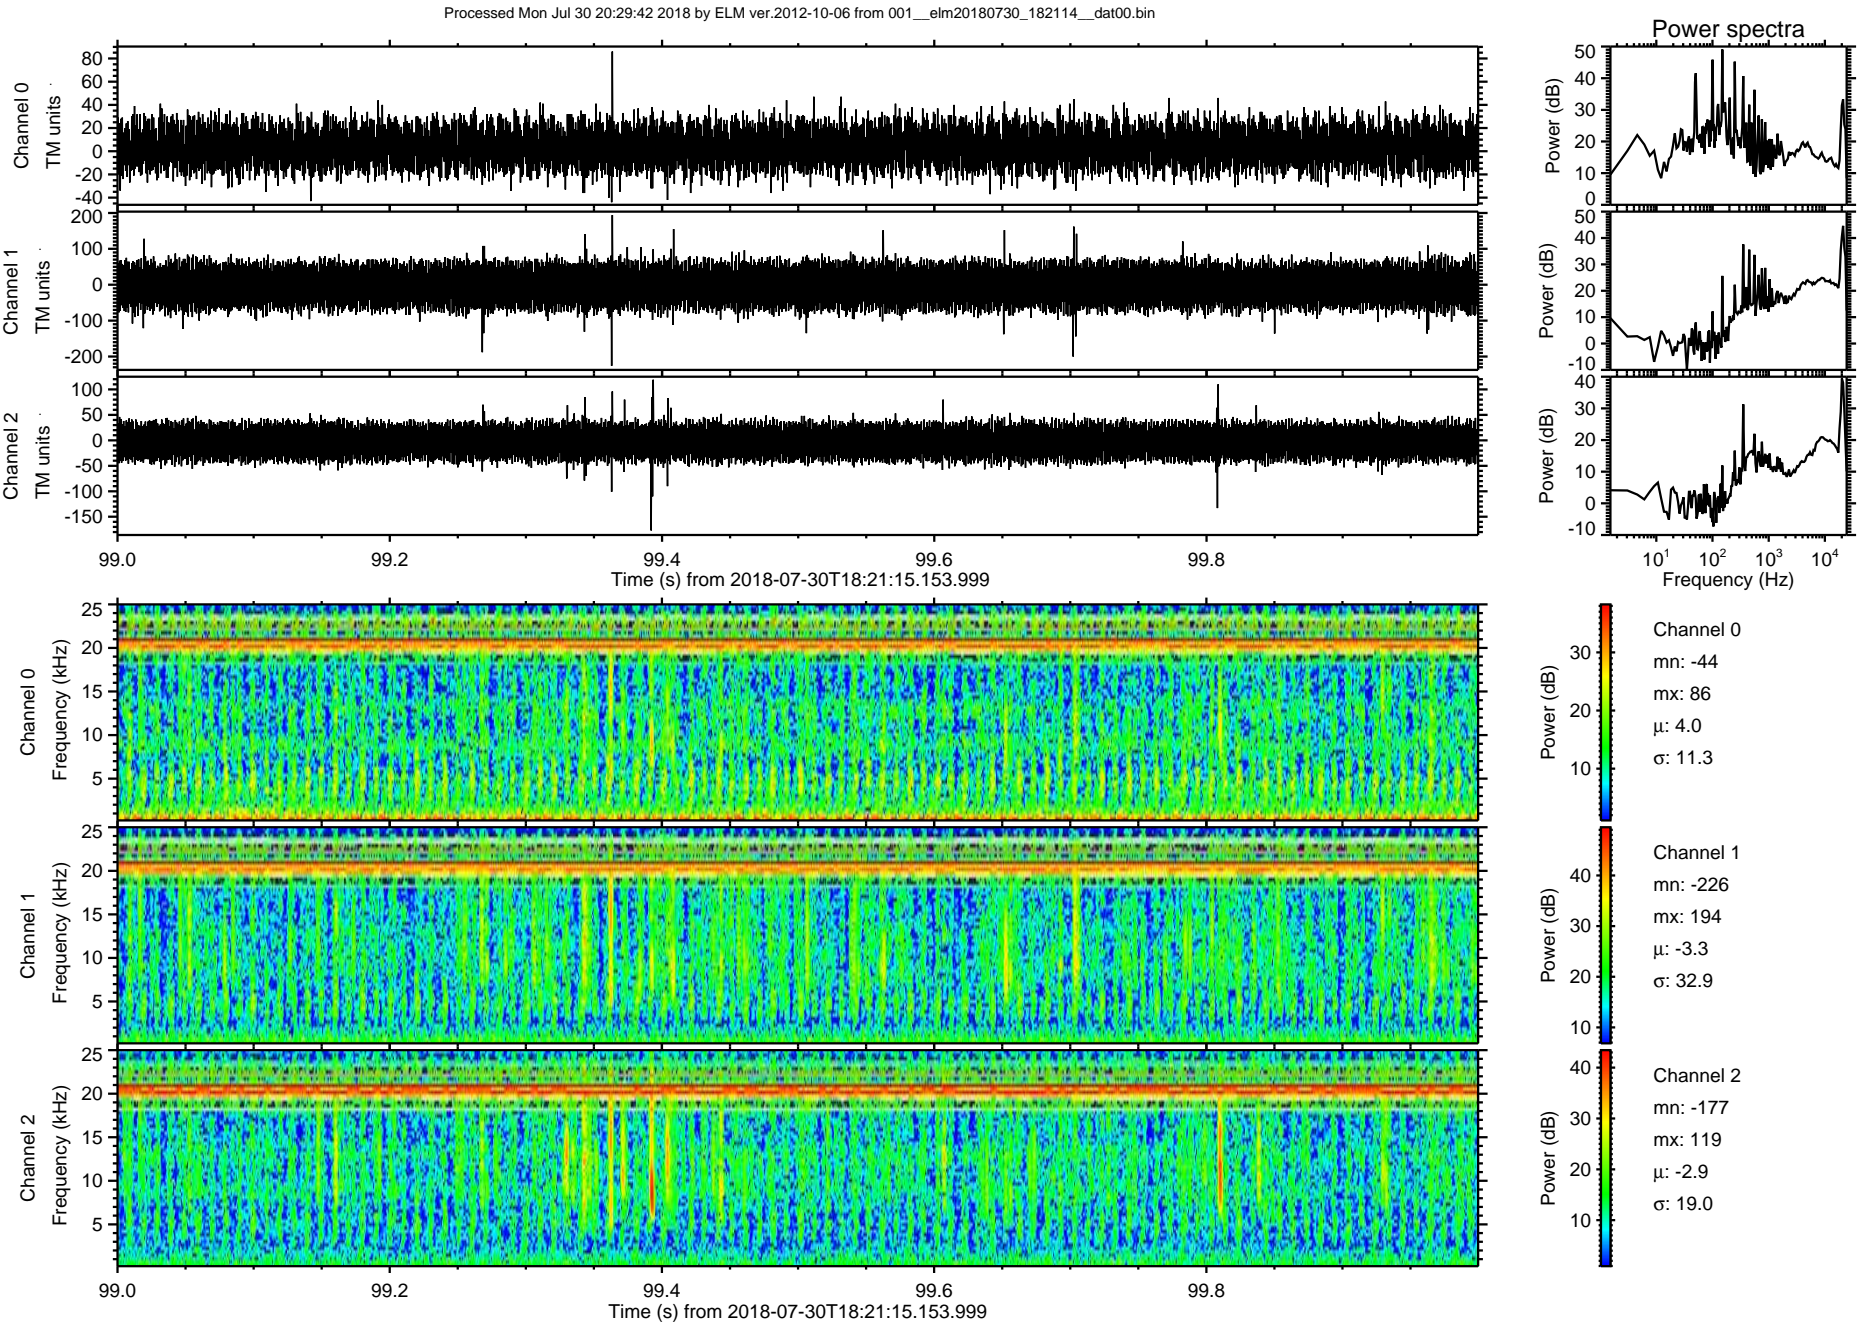 Processed Mon Jul 30 20:29:42 2018 by ELM ver.2012-10-06 from 001__elm20180730_182114__dat00.bin
Power spectra
Channel 0
TM units
80
60
40
20
0
-20
-40
Power (dB)
50
40
30
20
10
0
Channel 1
TM units
200
100
0
-100
-200
Power (dB)
50
40
30
20
10
0
-10
Channel 2
TM units
100
50
0
-50
-100
-150
Power (dB)
40
30
20
10
0
-10
99.0 99.2 99.4 99.6 99.8
Time (s) from 2018-07-30T18:21:15.153.999
10^1 10^2 10^3 10^4
Frequency (Hz)
Channel 0
Frequency (kHz)
25
20
15
10
5
Power (dB)
30
20
10
Channel 0
mn: -44
mx: 86
μ: 4.0
σ: 11.3
Channel 1
Frequency (kHz)
25
20
15
10
5
Power (dB)
40
30
20
10
Channel 1
mn: -226
mx: 194
μ: -3.3
σ: 32.9
Channel 2
Frequency (kHz)
25
20
15
10
5
Power (dB)
40
30
20
10
Channel 2
mn: -177
mx: 119
μ: -2.9
σ: 19.0
99.0 99.2 99.4 99.6 99.8
Time (s) from 2018-07-30T18:21:15.153.999